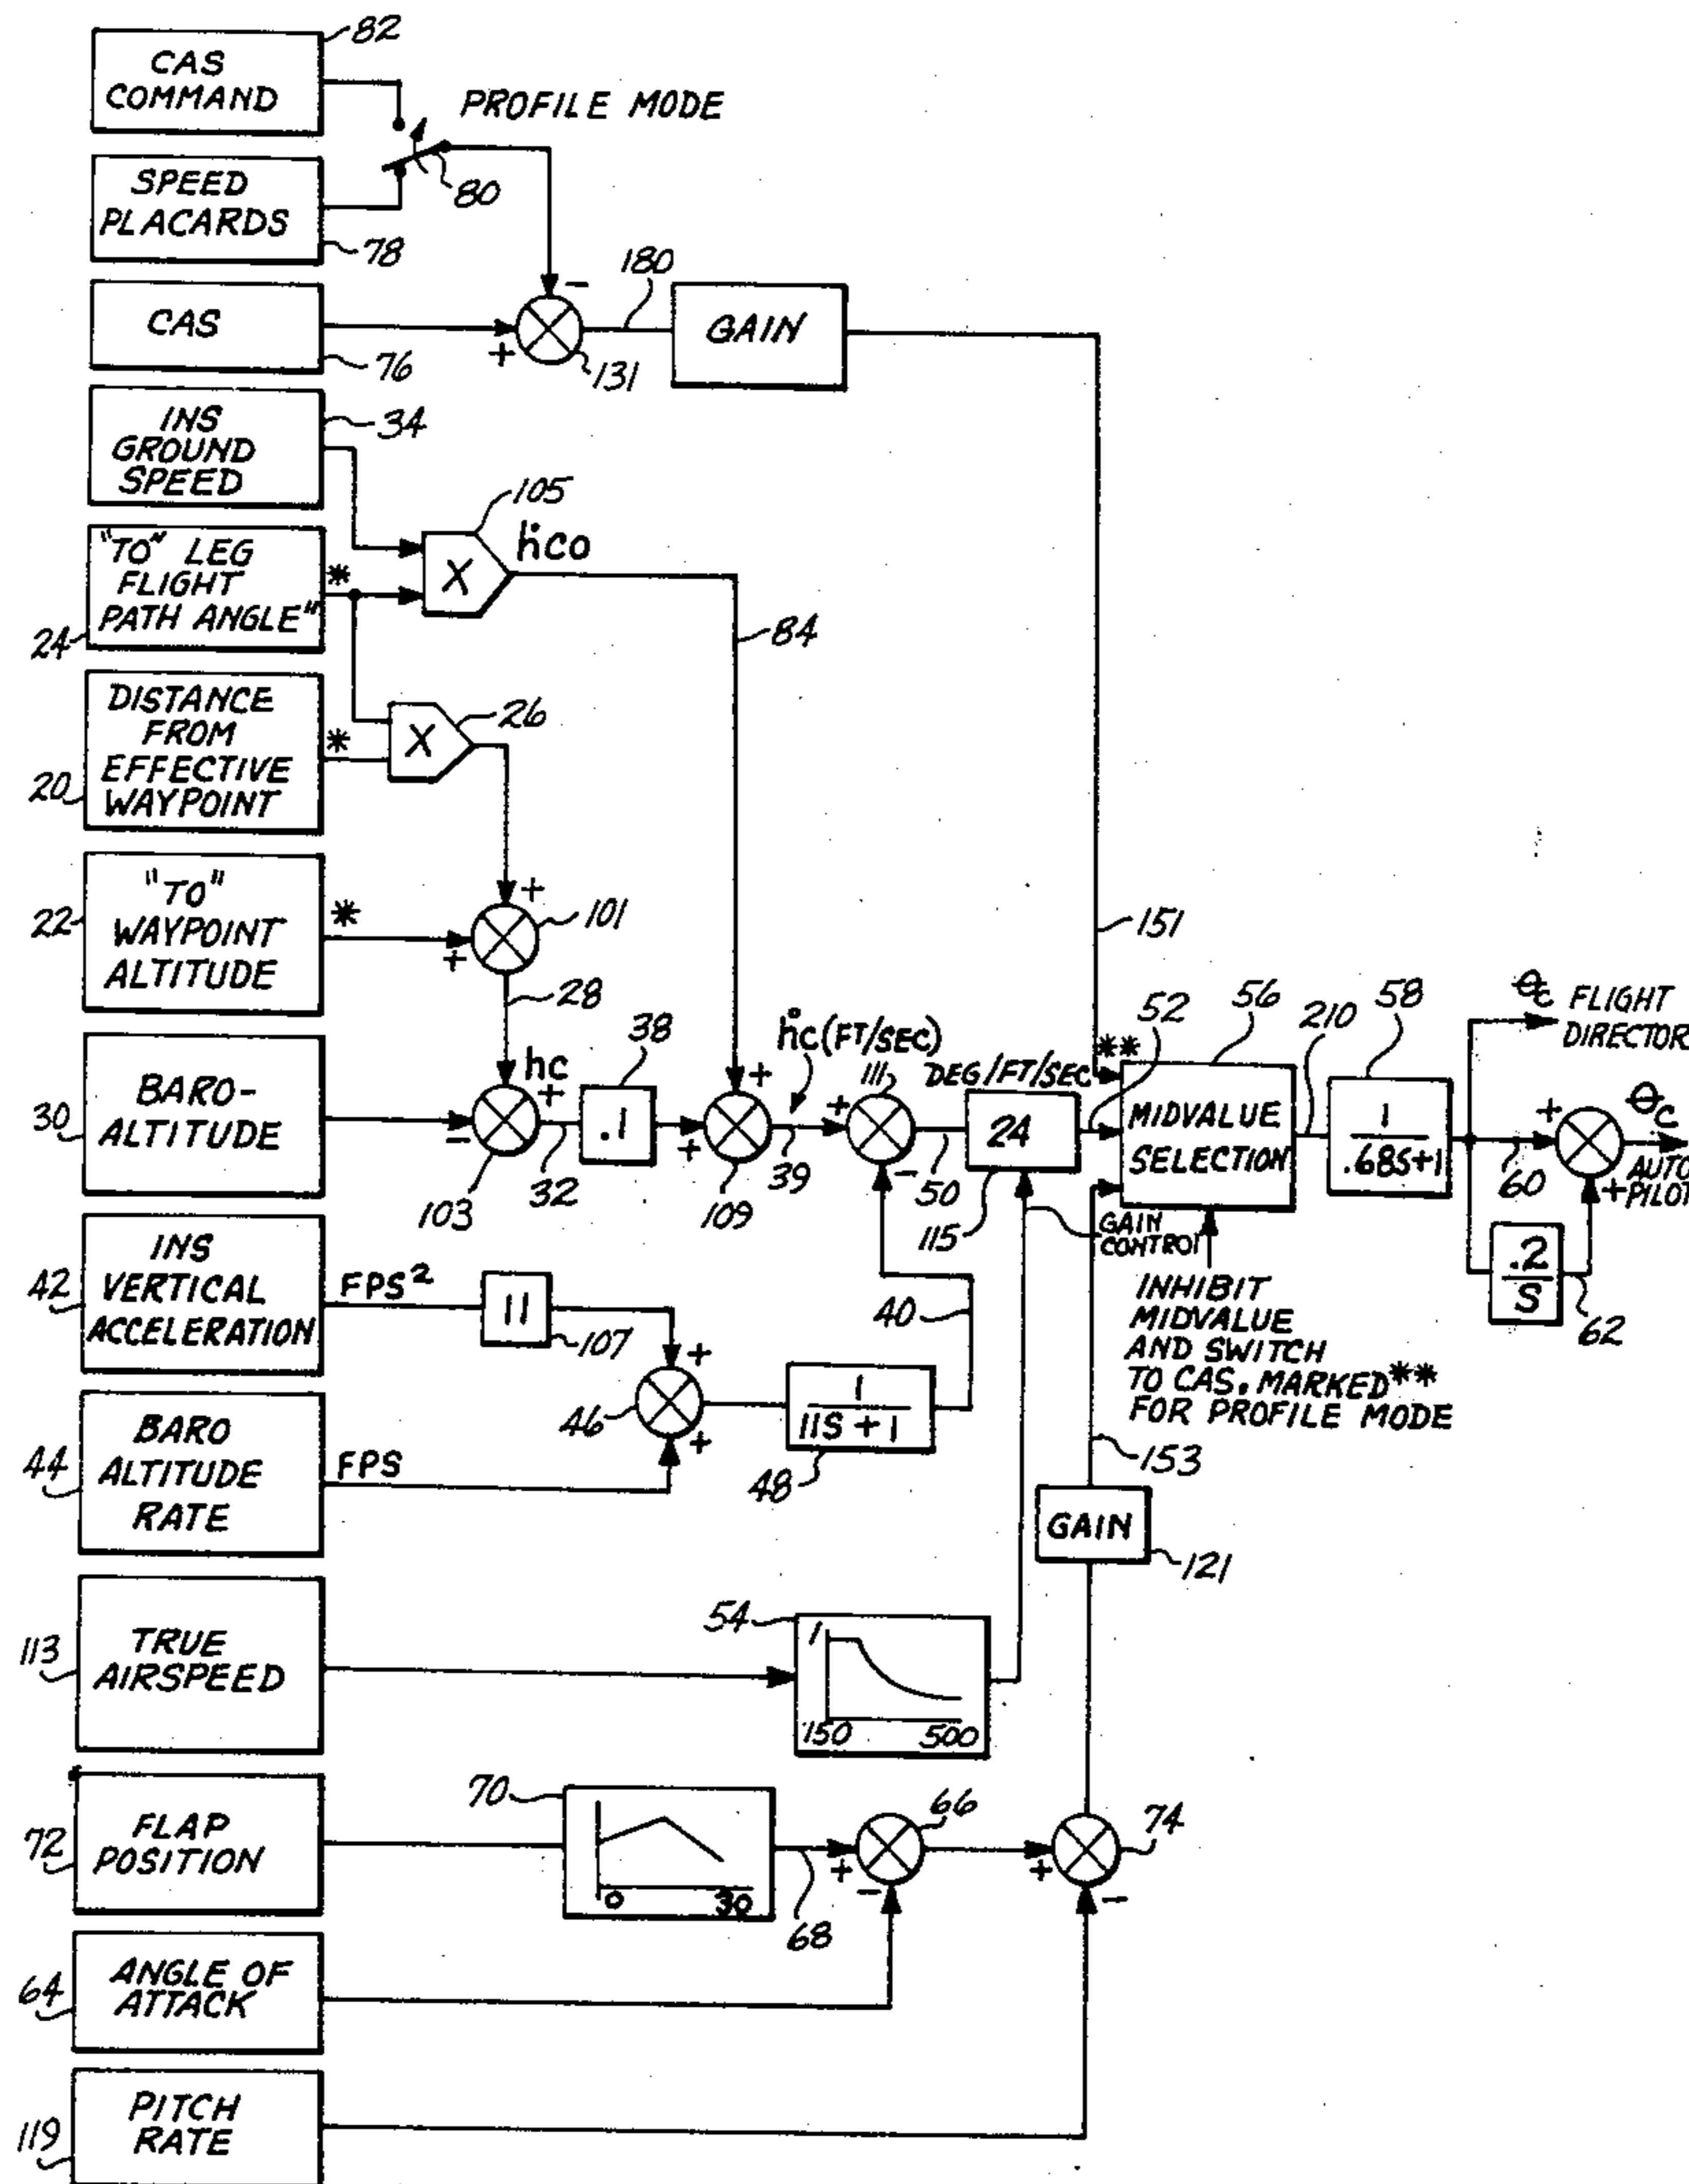 82
CAS
COMMAND
PROFILE MODE
80
SPEED
PLACARDS
78
CAS
76
-
+
131
180
GAIN
INS
GROUND
SPEED
34
"TO" LEG
FLIGHT
PATH ANGLE"
24
*
105
X
ḣco
84
DISTANCE
FROM
EFFECTIVE
WAYPOINT
20
*
X
26
"TO"
WAYPOINT
ALTITUDE
22
*
+
+
101
28
151
BARO-
ALTITUDE
30
hc
+
-
103
32
38
.1
+
+
109
ḣc (FT/SEC)
39
111
+
-
50
DEG/FT/SEC
24
115
52
**
56
MIDVALUE
SELECTION
210
58
1
.68S+1
θc FLIGHT
DIRECTOR
+
60
θc
AUTO
PILOT
+
.2
S
62
GAIN
CONTROL
INHIBIT
MIDVALUE
AND SWITCH
TO CAS. MARKED**
FOR PROFILE MODE
INS
VERTICAL
ACCELERATION
42
FPS²
11
107
+
46
+
1
11S + 1
48
40
BARO
ALTITUDE
RATE
44
FPS
153
GAIN
121
TRUE
AIRSPEED
113
54
1
150 500
FLAP
POSITION
72
70
0 30
68
+
-
66
+
-
74
ANGLE OF
ATTACK
64
PITCH
RATE
119